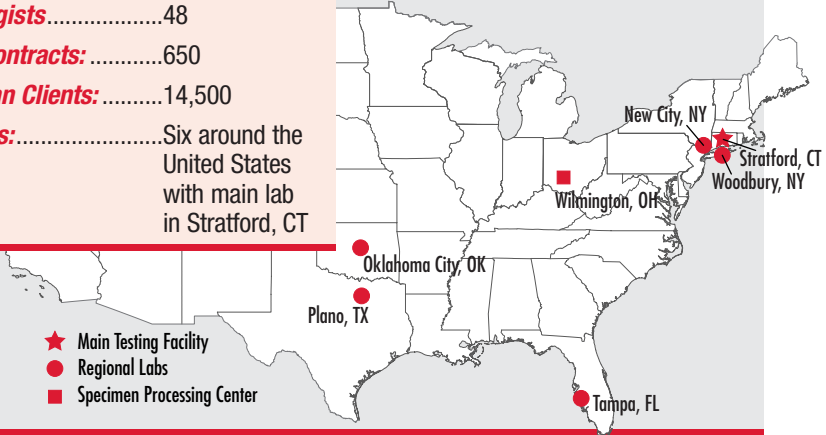 gists....................48
ontracts: ............650
an Clients: ...........14,500
s:..........................Six around the
United States
with main lab
in Stratford, CT
New City, NY
Stratford, CT
Woodbury, NY
Wilmington, OH
Oklahoma City, OK
Plano, TX
Tampa, FL
Main Testing Facility
Regional Labs
Specimen Processing Center